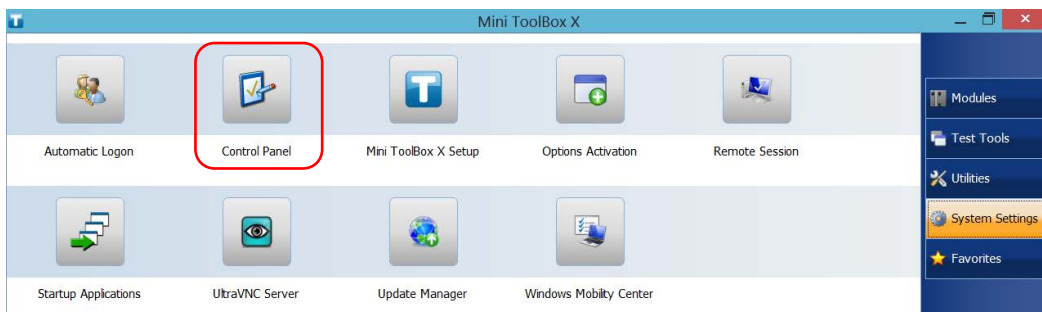 Mini ToolBox X
Automatic Logon
Control Panel
Mini ToolBox X Setup
Options Activation
Remote Session
Startup Applications
UltraVNC Server
Update Manager
Windows Mobility Center
Modules
Test Tools
Utilities
System Settings
Favorites